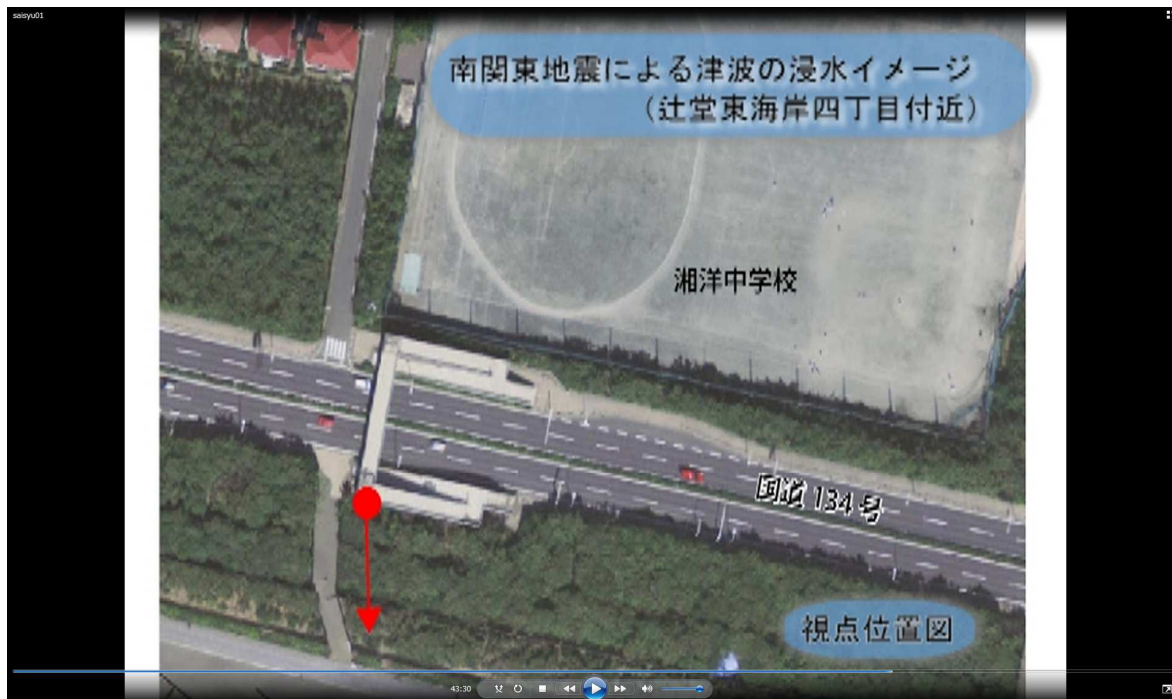 saisyu01
南関東地震による津波の浸水イメージ
（辻堂東海岸四丁目付近）
湘洋中学校
国道134号
視点位置図
43:30